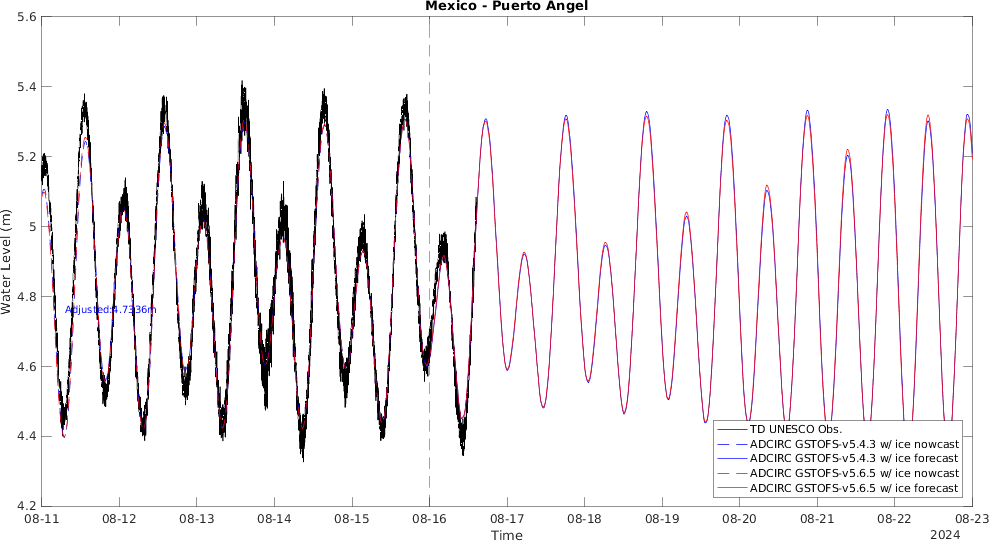 Mexico - Puerto Angel
5.6
5.4
5.2
5
4.8
4.6
4.4
4.2
Water Level (m)
Adjusted:4.7336m
TD UNESCO Obs.
ADCIRC GSTOFS-v5.4.3 w/ ice nowcast
ADCIRC GSTOFS-v5.4.3 w/ ice forecast
ADCIRC GSTOFS-v5.6.5 w/ ice nowcast
ADCIRC GSTOFS-v5.6.5 w/ ice forecast
08-11 08-12 08-13 08-14 08-15 08-16 08-17 08-18 08-19 08-20 08-21 08-22 08-23
Time
2024